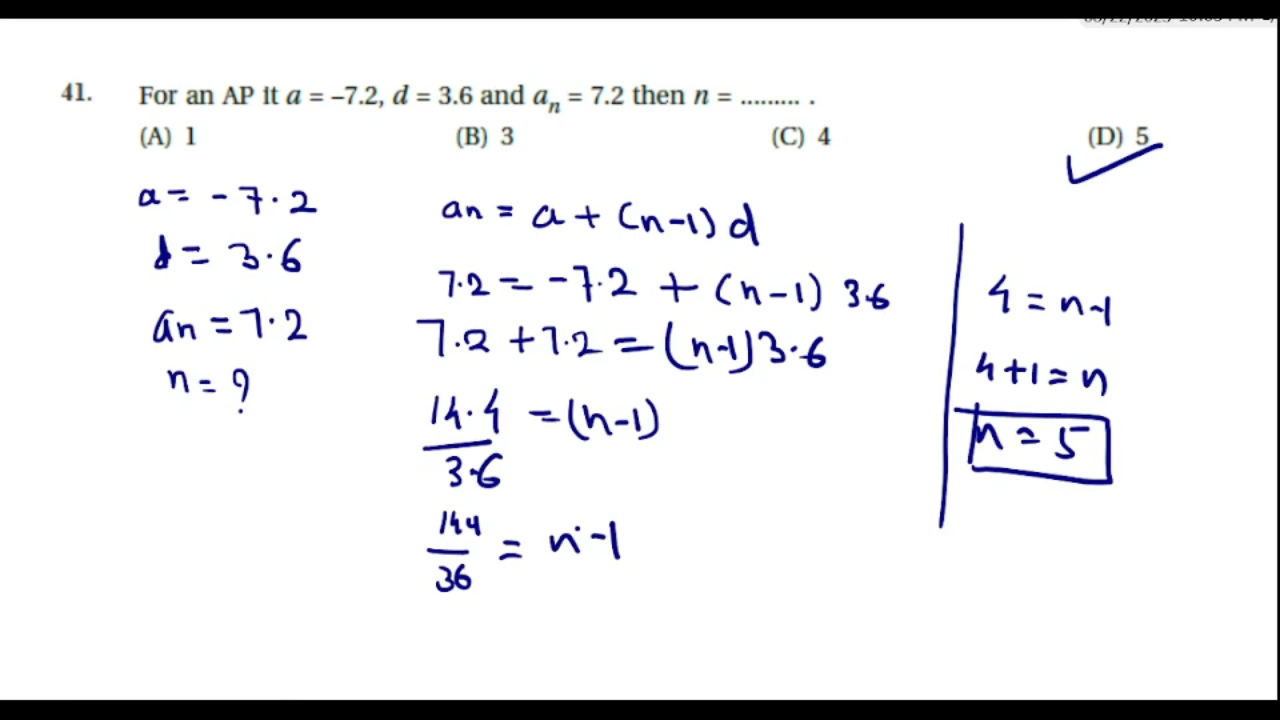 41. For an AP it a = –7.2, d = 3.6 and aₙ = 7.2 then n = ......... .
(A) 1 (B) 3 (C) 4 (D) 5
a = -7.2
d = 3.6
an = 7.2
n = ?
an = a + (n-1) d
7.2 = -7.2 + (n-1) 3.6
7.2 + 7.2 = (n-1) 3.6
14.4/3.6 = (n-1)
144/36 = n-1
4 = n-1
4+1 = n
n = 5